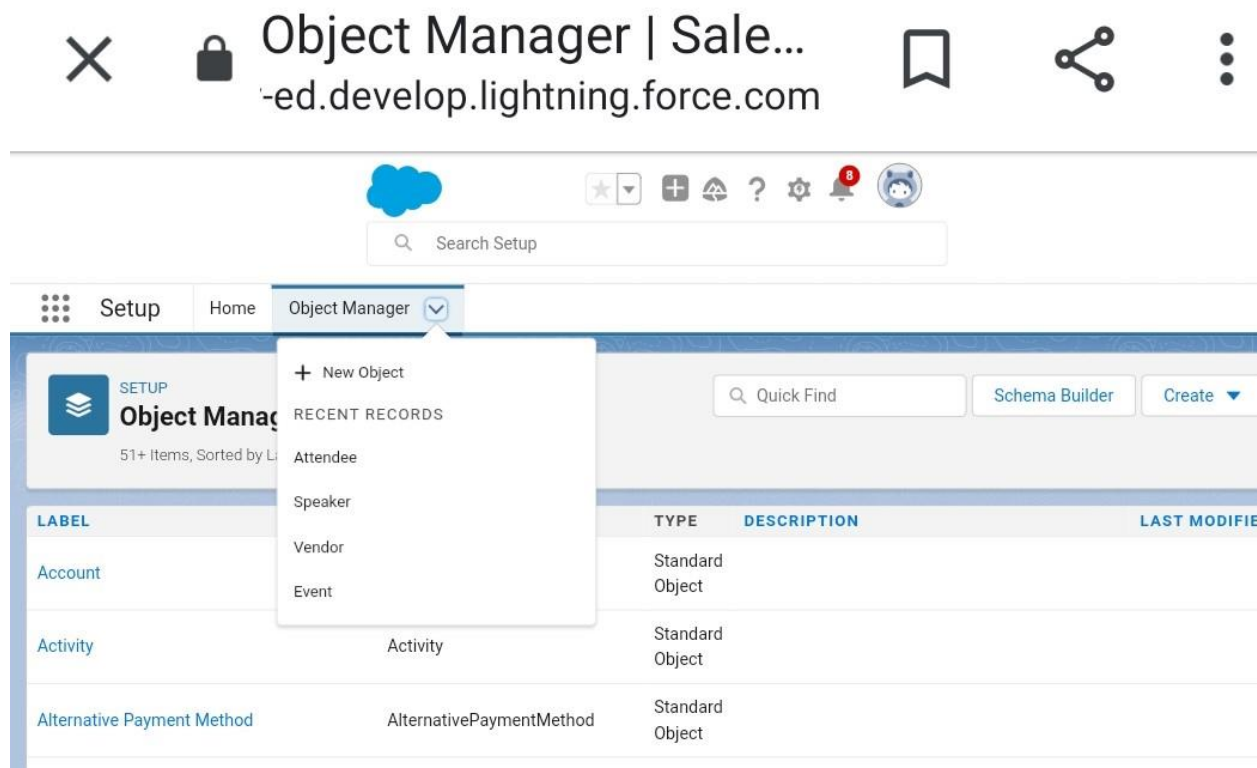 Object Manager | Sale...
-ed.develop.lightning.force.com
8
Search Setup
Setup
Home
Object Manager
New Object
RECENT RECORDS
Attendee
Speaker
Vendor
Event
SETUP
Object Manag
51+ Items, Sorted by L
Quick Find
Schema Builder
Create
LABEL
TYPE
DESCRIPTION
LAST MODIFIE
Account
Standard
Object
Activity
Activity
Standard
Object
Alternative Payment Method
AlternativePaymentMethod
Standard
Object